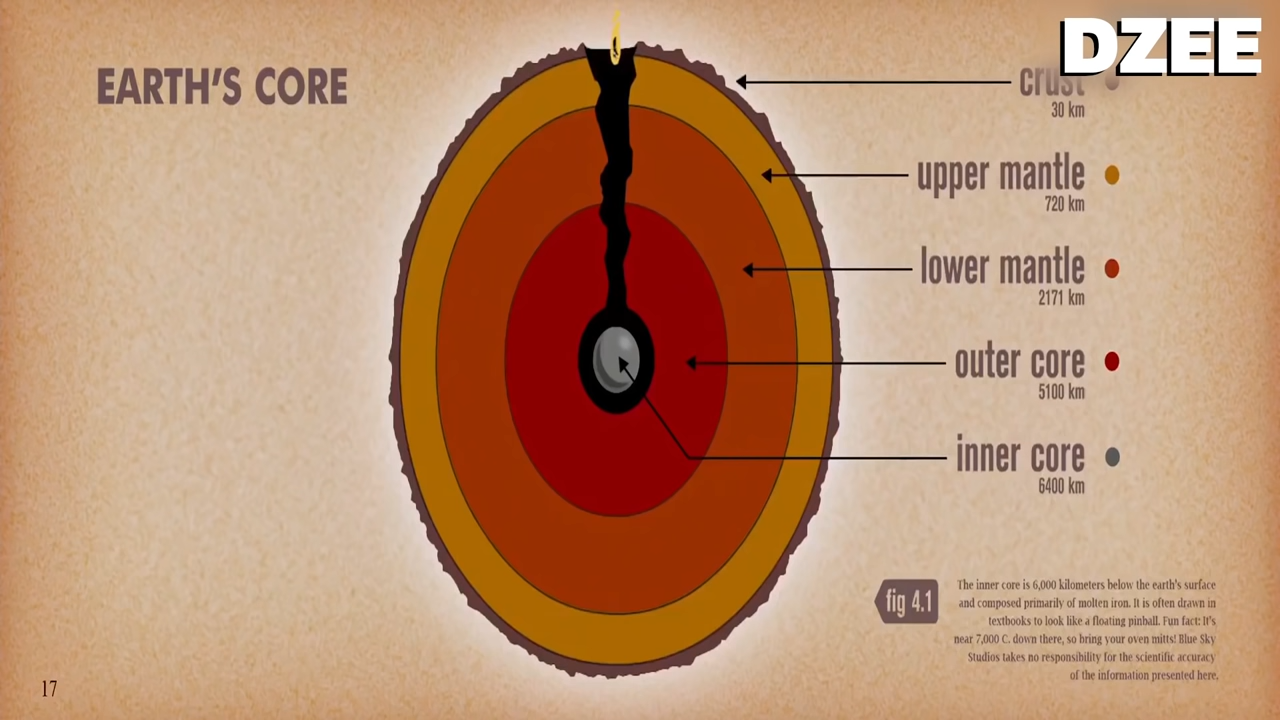 DZEE
EARTH'S CORE
crust
30 km
upper mantle
720 km
lower mantle
2171 km
outer core
5100 km
inner core
6400 km
fig 4.1
The inner core is 6,000 kilometers below the earth's surface
and composed primarily of molten iron. It is often drawn in
textbooks to look like a floating pinball. Fun fact: It's
near 7,000 C. down there, so bring your oven mitts! Blue Sky
Studios takes no responsibility for the scientific accuracy
of the information presented here.
17